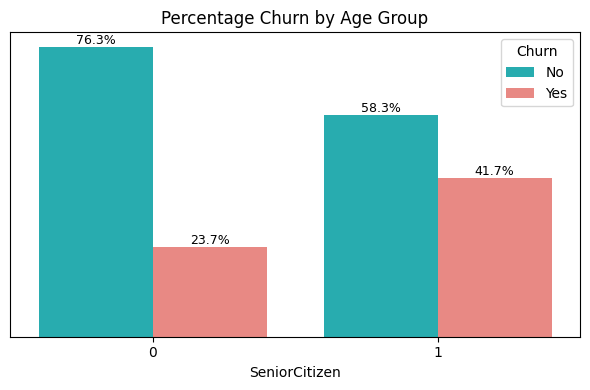 Percentage Churn by Age Group
76.3%
23.7%
58.3%
41.7%
Churn
No
Yes
0
1
SeniorCitizen